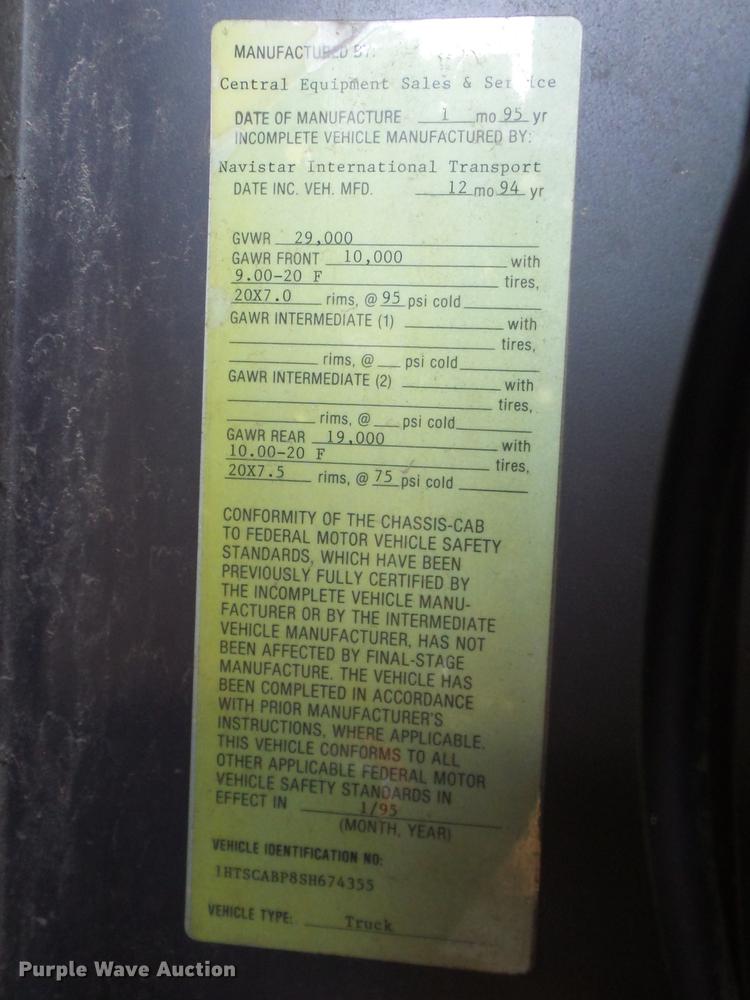 MANUFACTURED BY:
Central Equipment Sales & Service
DATE OF MANUFACTURE 1 mo 95 yr
INCOMPLETE VEHICLE MANUFACTURED BY:
Navistar International Transport
DATE INC. VEH. MFD. 12 mo 94 yr
GVWR 29,000
GAWR FRONT 10,000 with
9.00-20 F tires,
20X7.0 rims, @ 95 psi cold
GAWR INTERMEDIATE (1) with
tires,
rims, @ psi cold
GAWR INTERMEDIATE (2) with
tires,
rims, @ psi cold
GAWR REAR 19,000 with
10.00-20 F tires,
20X7.5 rims, @ 75 psi cold
CONFORMITY OF THE CHASSIS-CAB
TO FEDERAL MOTOR VEHICLE SAFETY
STANDARDS, WHICH HAVE BEEN
PREVIOUSLY FULLY CERTIFIED BY
THE INCOMPLETE VEHICLE MANU-
FACTURER OR BY THE INTERMEDIATE
VEHICLE MANUFACTURER, HAS NOT
BEEN AFFECTED BY FINAL-STAGE
MANUFACTURE. THE VEHICLE HAS
BEEN COMPLETED IN ACCORDANCE
WITH PRIOR MANUFACTURER'S
INSTRUCTIONS, WHERE APPLICABLE.
THIS VEHICLE CONFORMS TO ALL
OTHER APPLICABLE FEDERAL MOTOR
VEHICLE SAFETY STANDARDS IN
EFFECT IN 1/95
(MONTH, YEAR)
VEHICLE IDENTIFICATION NO:
1HTSCABP8SH674355
VEHICLE TYPE: Truck
Purple Wave Auction